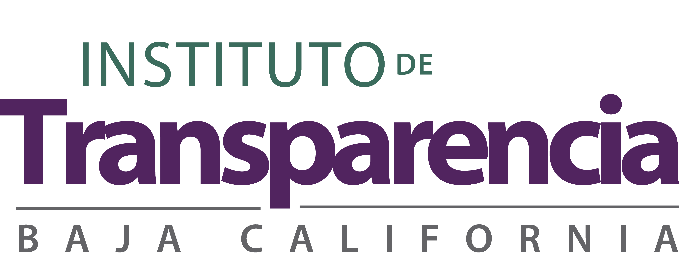 INSTITUTO DE
Transparencia
BAJA CALIFORNIA